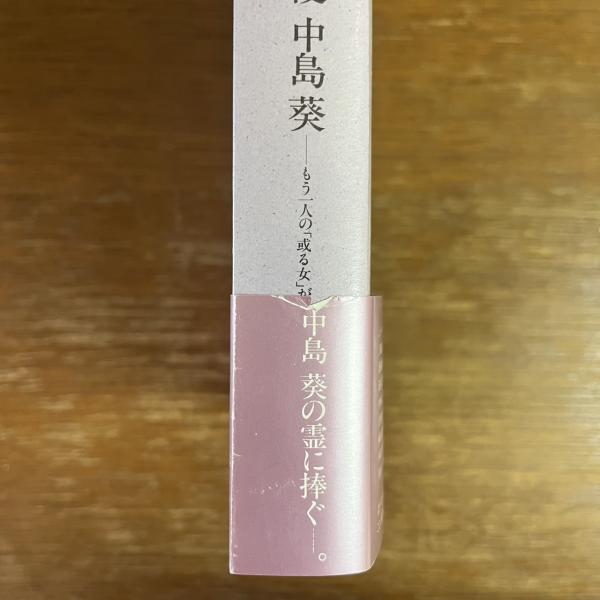 中島 葵
――もう一人の「或る女」が
中島 葵の霊に捧ぐ――。